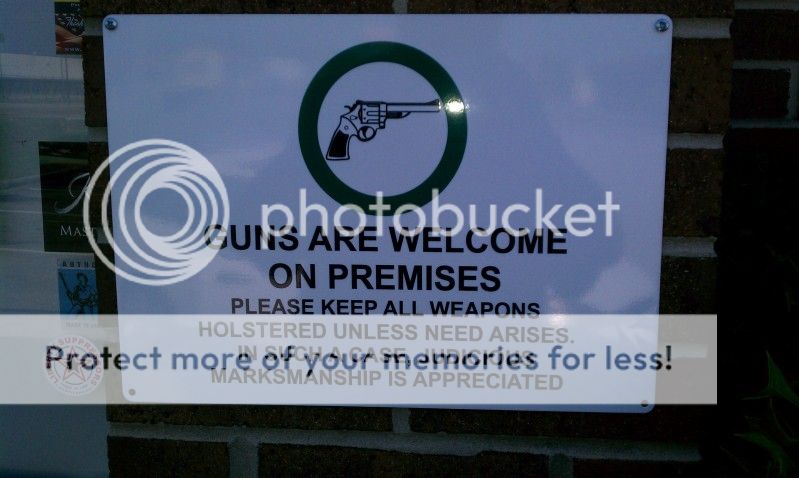 GUNS ARE WELCOME
ON PREMISES
PLEASE KEEP ALL WEAPONS
HOLSTERED UNLESS NEED ARISES.
IN SUCH A CASE, JUDICIOUS
MARKSMANSHIP IS APPRECIATED
photobucket
Protect more of your memories for less!